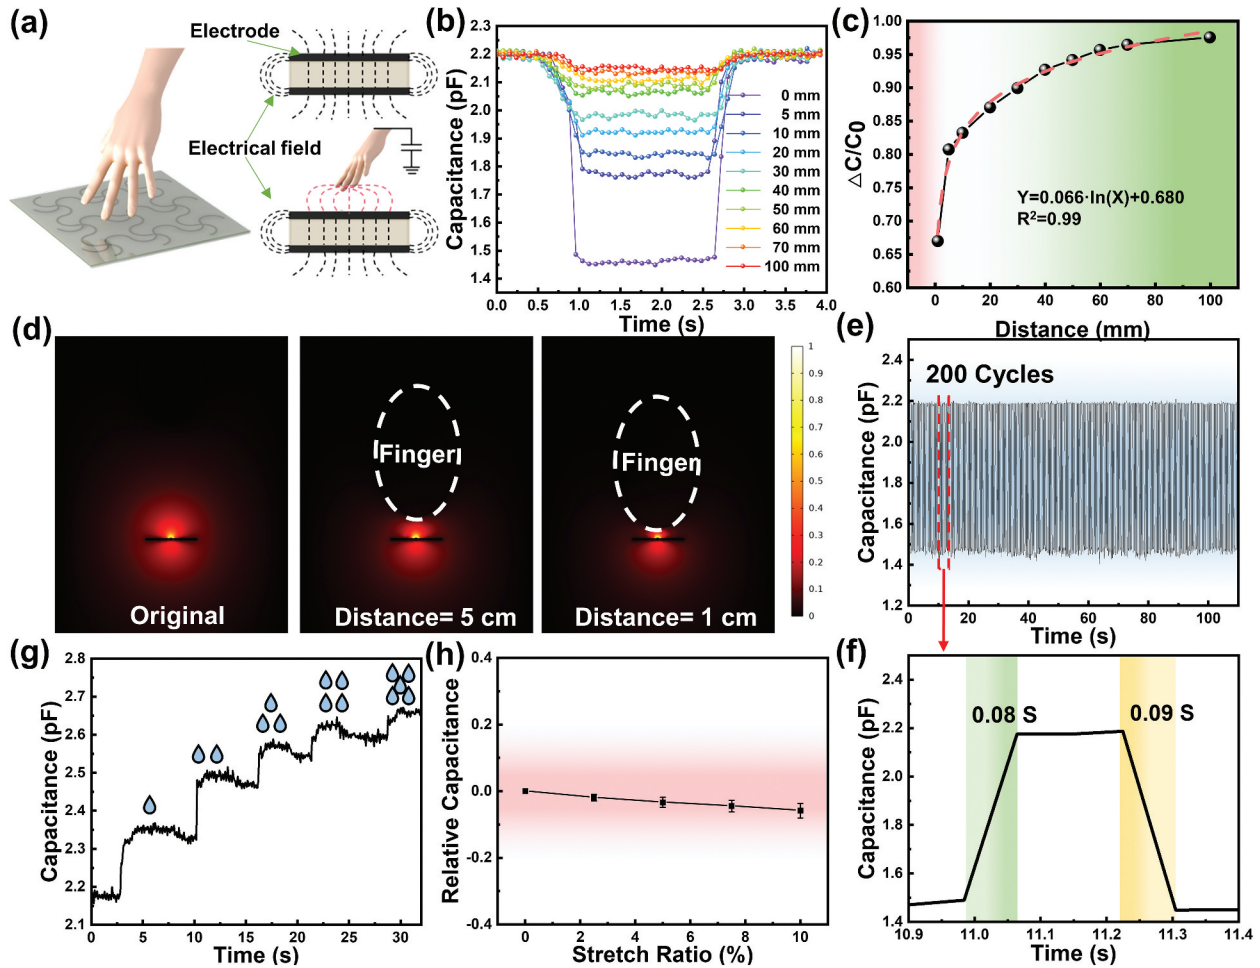 (a)
Electrode
Electrical field
(b)
Capacitance (pF)
2.3
2.2
2.1
2.0
1.9
1.8
1.7
1.6
1.5
1.4
0 mm
5 mm
10 mm
20 mm
30 mm
40 mm
50 mm
60 mm
70 mm
100 mm
0.0 0.5 1.0 1.5 2.0 2.5 3.0 3.5 4.0
Time (s)
(c)
△C/C0
1.00
0.95
0.90
0.85
0.80
0.75
0.70
0.65
0.60
Y=0.066·ln(X)+0.680
R²=0.99
0 20 40 60 80 100
Distance (mm)
(d)
Original
Finger
Distance= 5 cm
Finger
Distance= 1 cm
1
0.9
0.8
0.7
0.6
0.5
0.4
0.3
0.2
0.1
0
(e)
Capacitance (pF)
2.4
2.2
2.0
1.8
1.6
1.4
1.2
200 Cycles
0 20 40 60 80 100
Time (s)
(g)
Capacitance (pF)
2.8
2.7
2.6
2.5
2.4
2.3
2.2
2.1
0 5 10 15 20 25 30
Time (s)
(h)
Relative Capacitance
0.4
0.2
0.0
-0.2
-0.4
0 2 4 6 8 10
Stretch Ratio (%)
(f)
Capacitance (pF)
2.4
2.2
2.0
1.8
1.6
1.4
0.08 S
0.09 S
10.9 11.0 11.1 11.2 11.3 11.4
Time (s)